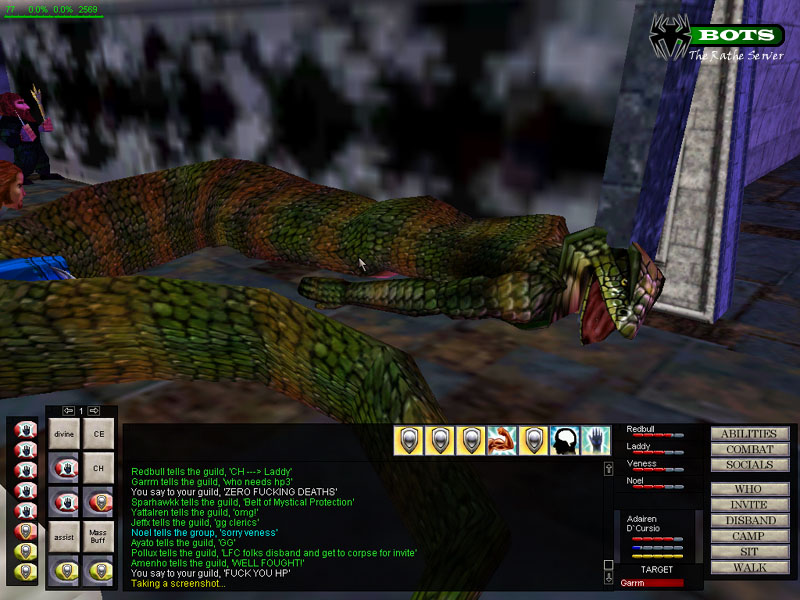 77 0.0% 0.0% 2569
BOTS
The Rathe Server
1
divine
CE
CH
assist
Mass
Buff
Redbull tells the guild, 'CH ---> Laddy'
Garrm tells the guild, 'who needs hp3'
You say to your guild, 'ZERO FUCKING DEATHS'
Sparhawkk tells the guild, 'Belt of Mystical Protection'
Yattalren tells the guild, 'omg!'
Jeffx tells the guild, 'gg clerics'
Noel tells the group, 'sorry veness'
Ayato tells the guild, 'GG'
Pollux tells the guild, 'LFC folks disband and get to corpse for invite'
Amenho tells the guild, 'WELL FOUGHT!'
You say to your guild, 'FUCK YOU HP'
Taking a screenshot...
Redbull
Laddy
Veness
Noel
Adairen
D`Cursio
TARGET
Garrm
ABILITIES
COMBAT
SOCIALS
WHO
INVITE
DISBAND
CAMP
SIT
WALK